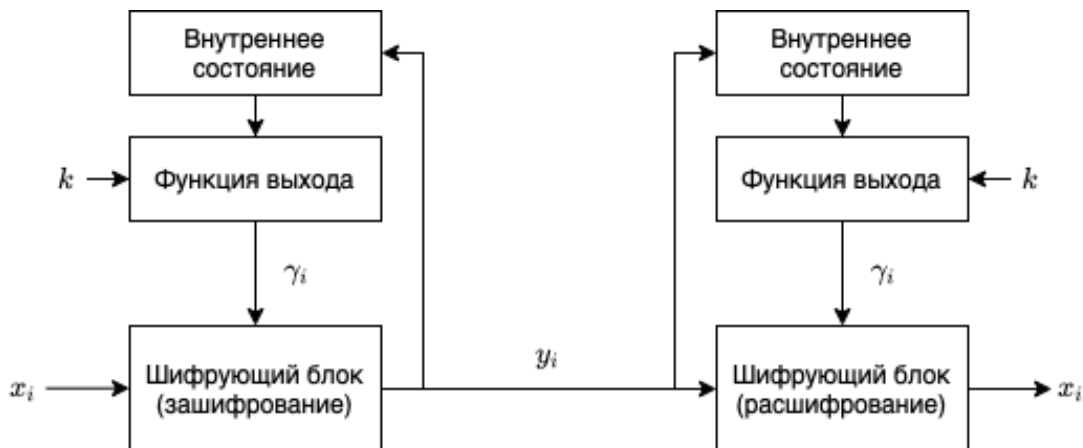 Внутреннее
состояние
Внутреннее
состояние
k
Функция выхода
Функция выхода
k
γᵢ
γᵢ
xᵢ
Шифрующий блок
(зашифрование)
yᵢ
Шифрующий блок
(расшифрование)
xᵢ